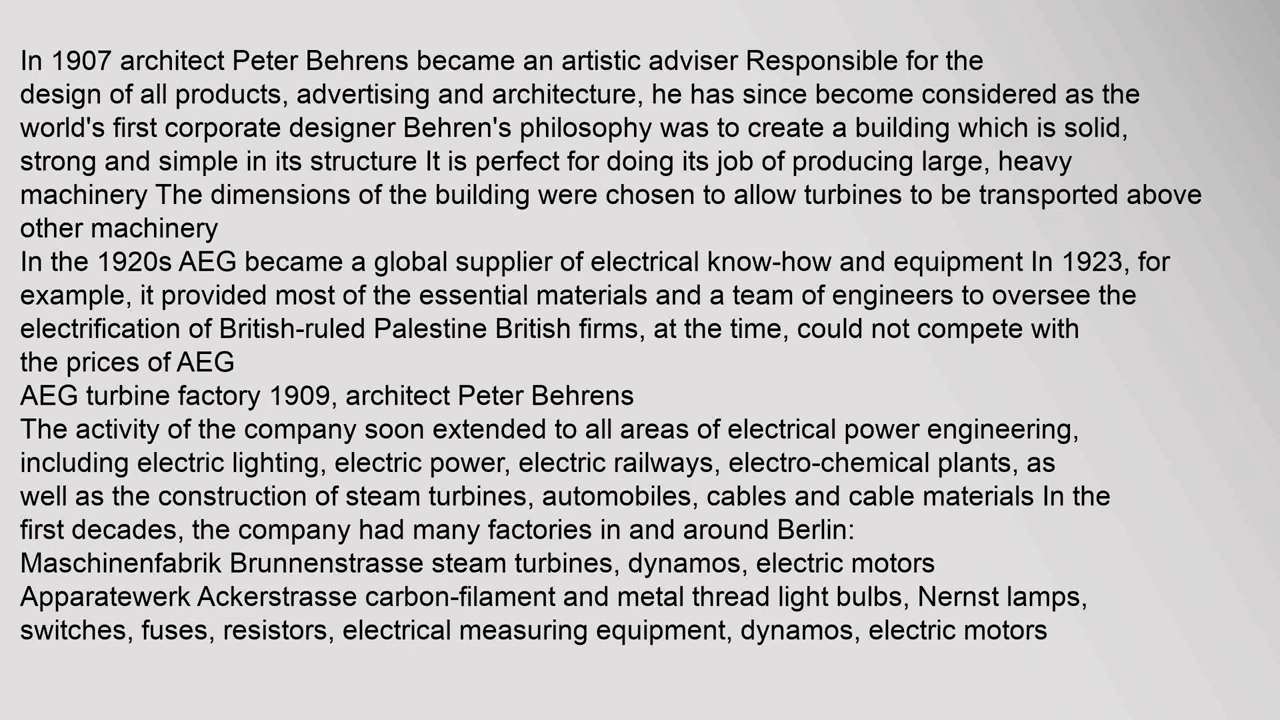 In 1907 architect Peter Behrens became an artistic adviser Responsible for the
design of all products, advertising and architecture, he has since become considered as the
world's first corporate designer Behren's philosophy was to create a building which is solid,
strong and simple in its structure It is perfect for doing its job of producing large, heavy
machinery The dimensions of the building were chosen to allow turbines to be transported above
other machinery
In the 1920s AEG became a global supplier of electrical know-how and equipment In 1923, for
example, it provided most of the essential materials and a team of engineers to oversee the
electrification of British-ruled Palestine British firms, at the time, could not compete with
the prices of AEG
AEG turbine factory 1909, architect Peter Behrens
The activity of the company soon extended to all areas of electrical power engineering,
including electric lighting, electric power, electric railways, electro-chemical plants, as
well as the construction of steam turbines, automobiles, cables and cable materials In the
first decades, the company had many factories in and around Berlin:
Maschinenfabrik Brunnenstrasse steam turbines, dynamos, electric motors
Apparatewerk Ackerstrasse carbon-filament and metal thread light bulbs, Nernst lamps,
switches, fuses, resistors, electrical measuring equipment, dynamos, electric motors